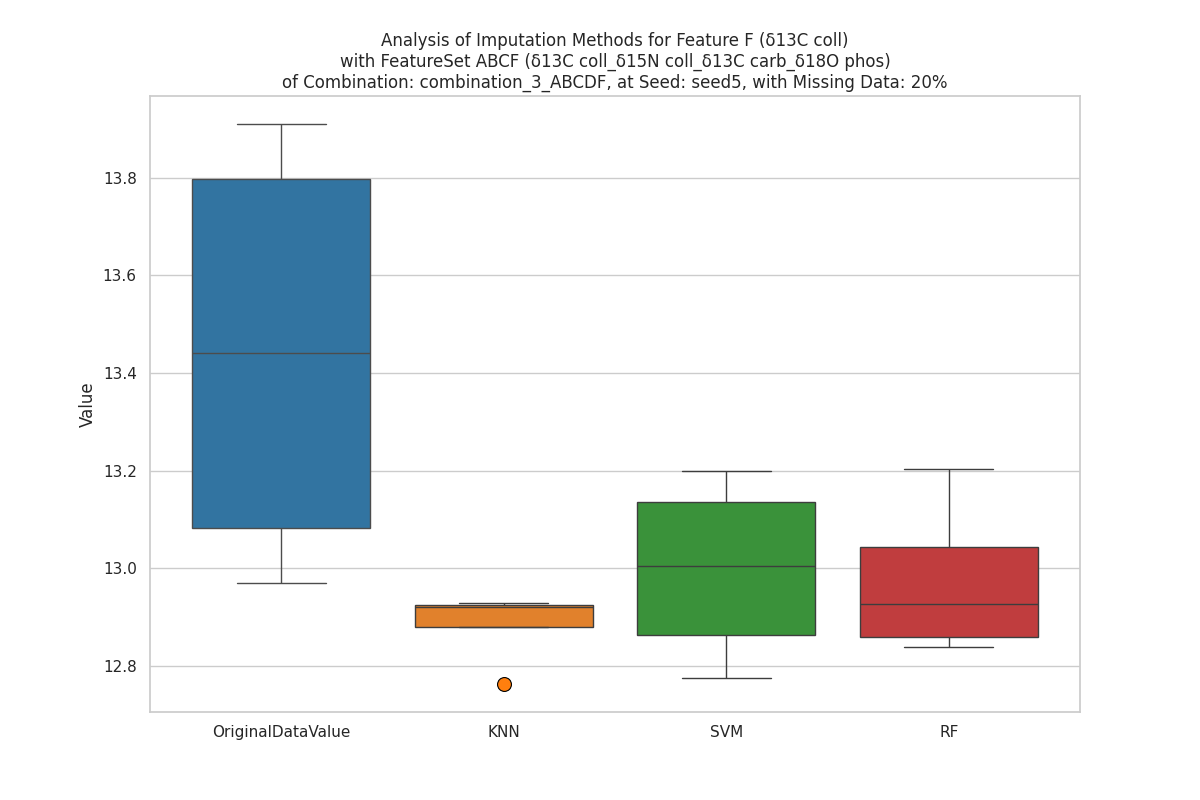 Analysis of Imputation Methods for Feature F (δ13C coll)
with FeatureSet ABCF (δ13C coll_δ15N coll_δ13C carb_δ18O phos)
of Combination: combination_3_ABCDF, at Seed: seed5, with Missing Data: 20%
13.8
13.6
13.4
13.2
13.0
12.8
Value
OriginalDataValue KNN SVM RF